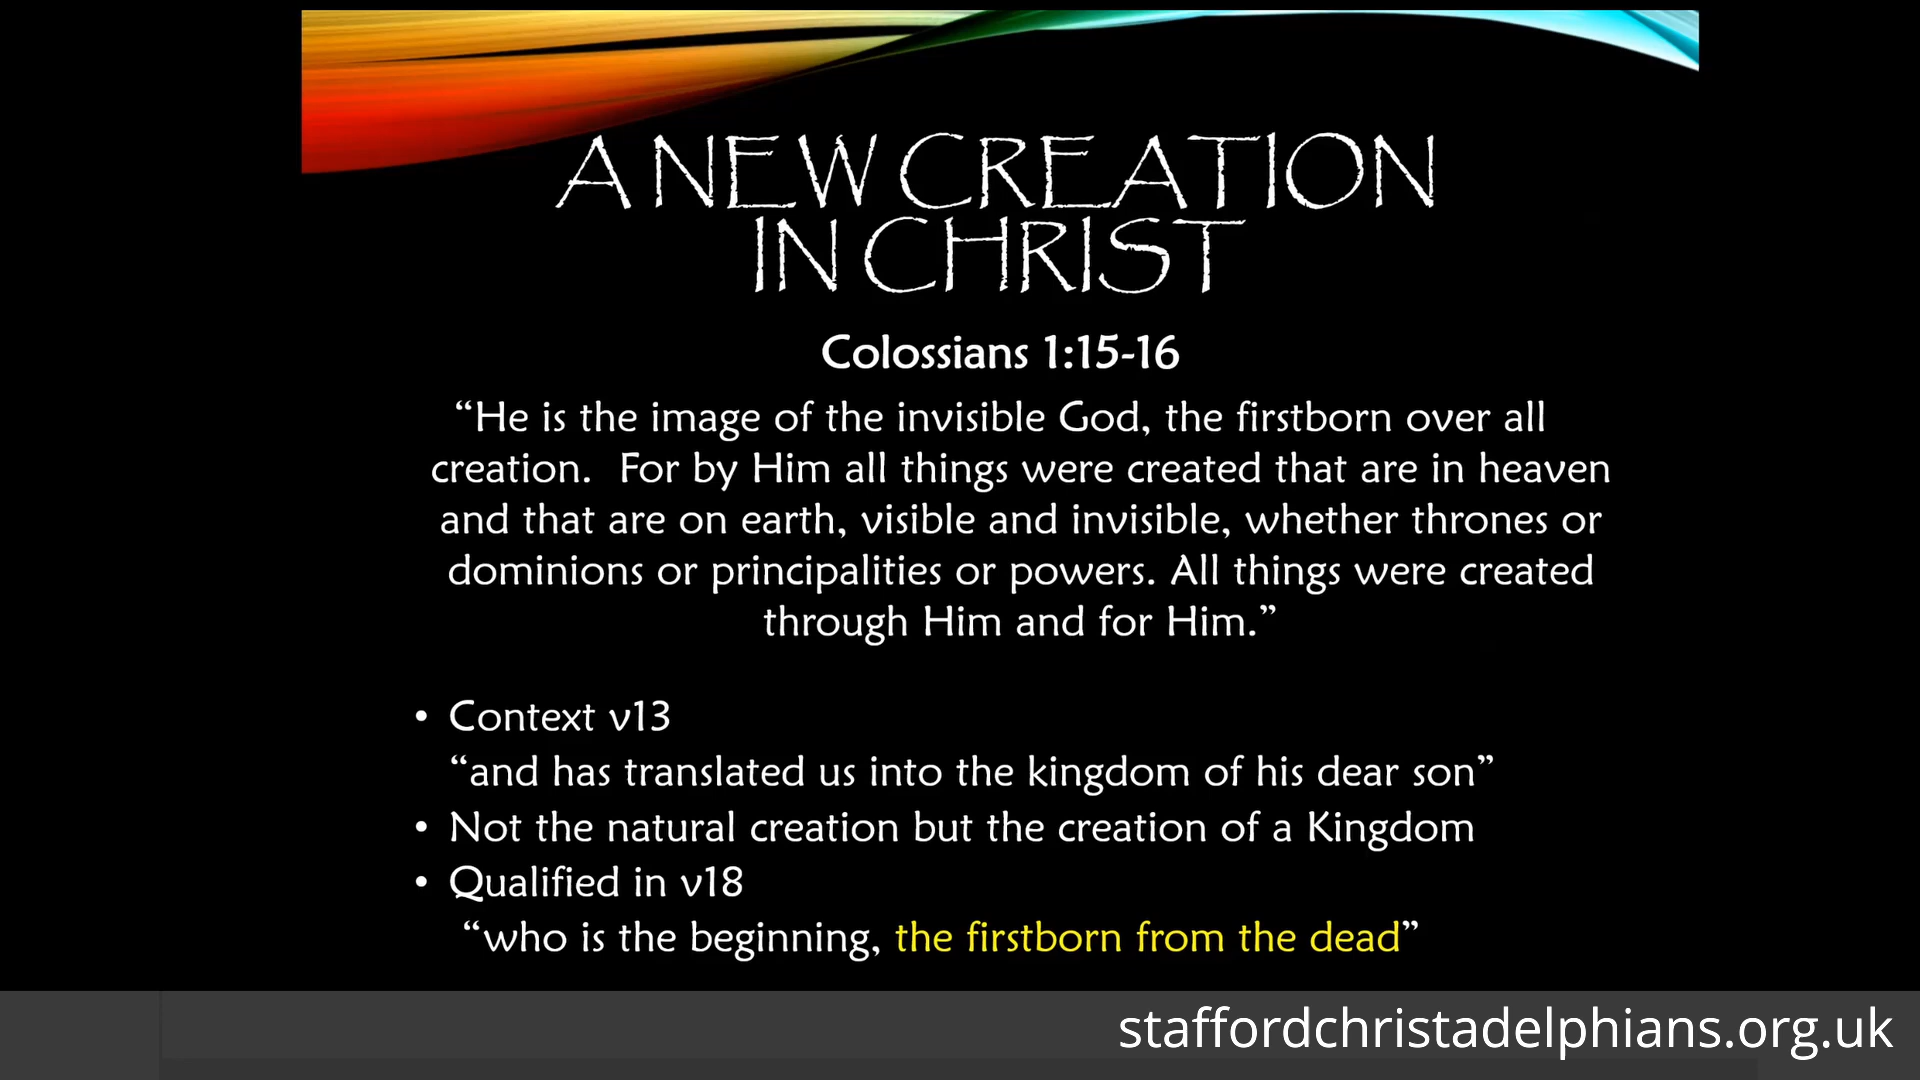 A NEW CREATION
IN CHRIST
Colossians 1:15-16
“He is the image of the invisible God, the firstborn over all
creation.  For by Him all things were created that are in heaven
and that are on earth, visible and invisible, whether thrones or
dominions or principalities or powers. All things were created
through Him and for Him.”
• Context v13
“and has translated us into the kingdom of his dear son”
• Not the natural creation but the creation of a Kingdom
• Qualified in v18
“who is the beginning, the firstborn from the dead”
staffordchristadelphians.org.uk